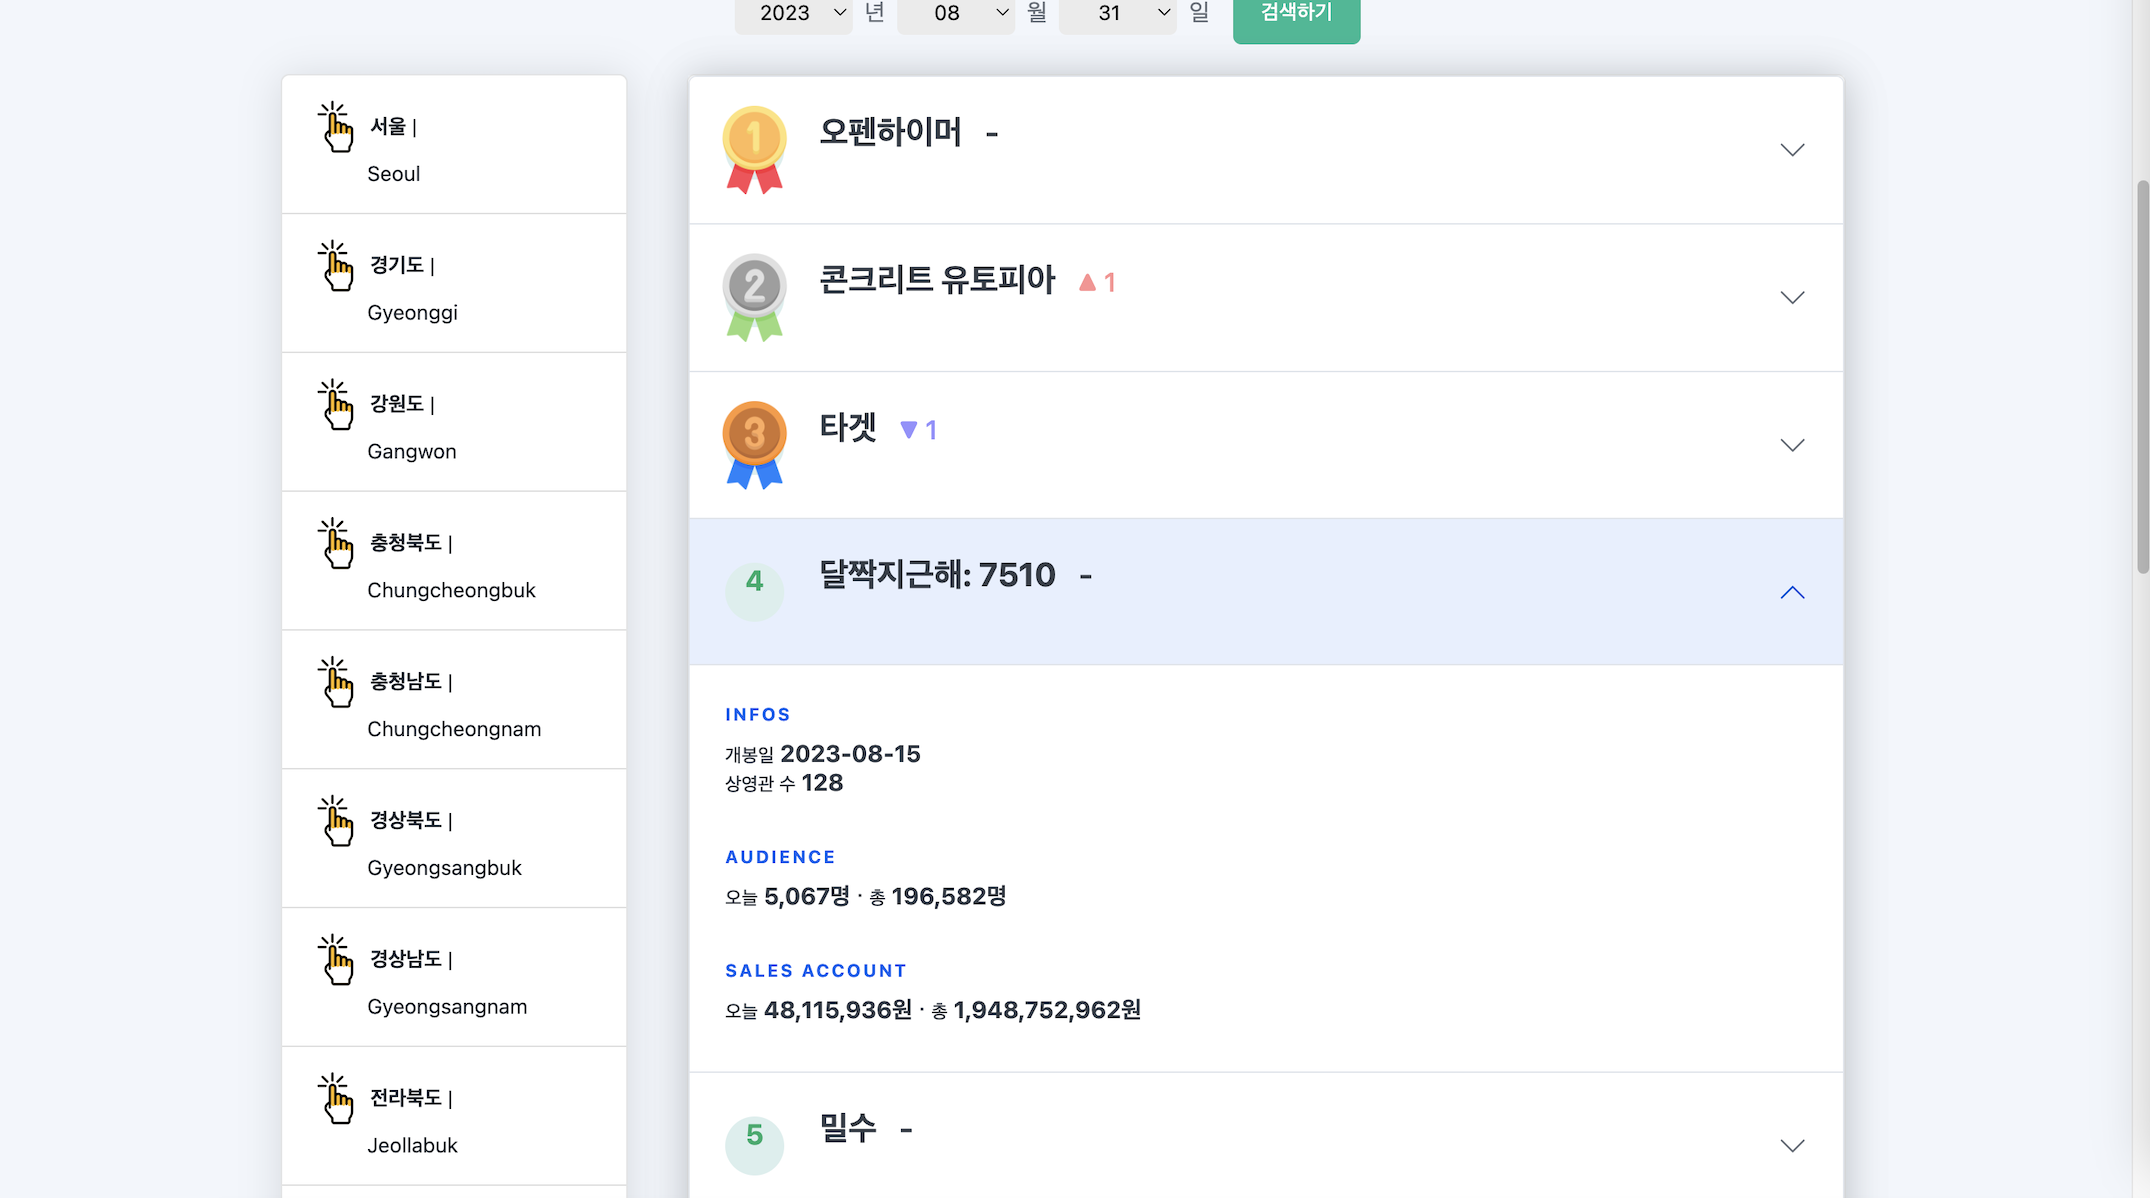 2023 년 08 월 31 일 검색하기
서울 |
Seoul
경기도 |
Gyeonggi
강원도 |
Gangwon
충청북도 |
Chungcheongbuk
충청남도 |
Chungcheongnam
경상북도 |
Gyeongsangbuk
경상남도 |
Gyeongsangnam
전라북도 |
Jeollabuk
1 오펜하이머 -
2 콘크리트 유토피아 ▲1
3 타겟 ▼1
4 달짝지근해: 7510 -
INFOS
개봉일 2023-08-15
상영관 수 128
AUDIENCE
오늘 5,067명 · 총 196,582명
SALES ACCOUNT
오늘 48,115,936원 · 총 1,948,752,962원
5 밀수 -